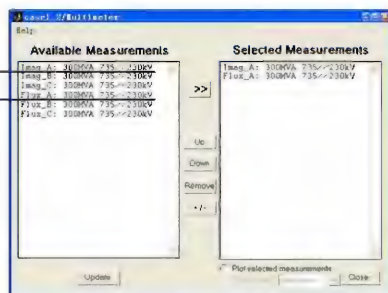 casel_2/Multimeter
Help
Available Measurements
Imag_A: 300MVA 735//230kV
Imag_B: 300MVA 735//230kV
Imag_C: 300MVA 735//230kV
Flux_A: 300MVA 735//230kV
Flux_B: 300MVA 735//230kV
Flux_C: 300MVA 735//230kV
Update
>>
Up
Down
Remove
+/-
Selected Measurements
Imag_A: 300MVA 735//230kV
Flux_A: 300MVA 735//230kV
Plot selected measurements
Close